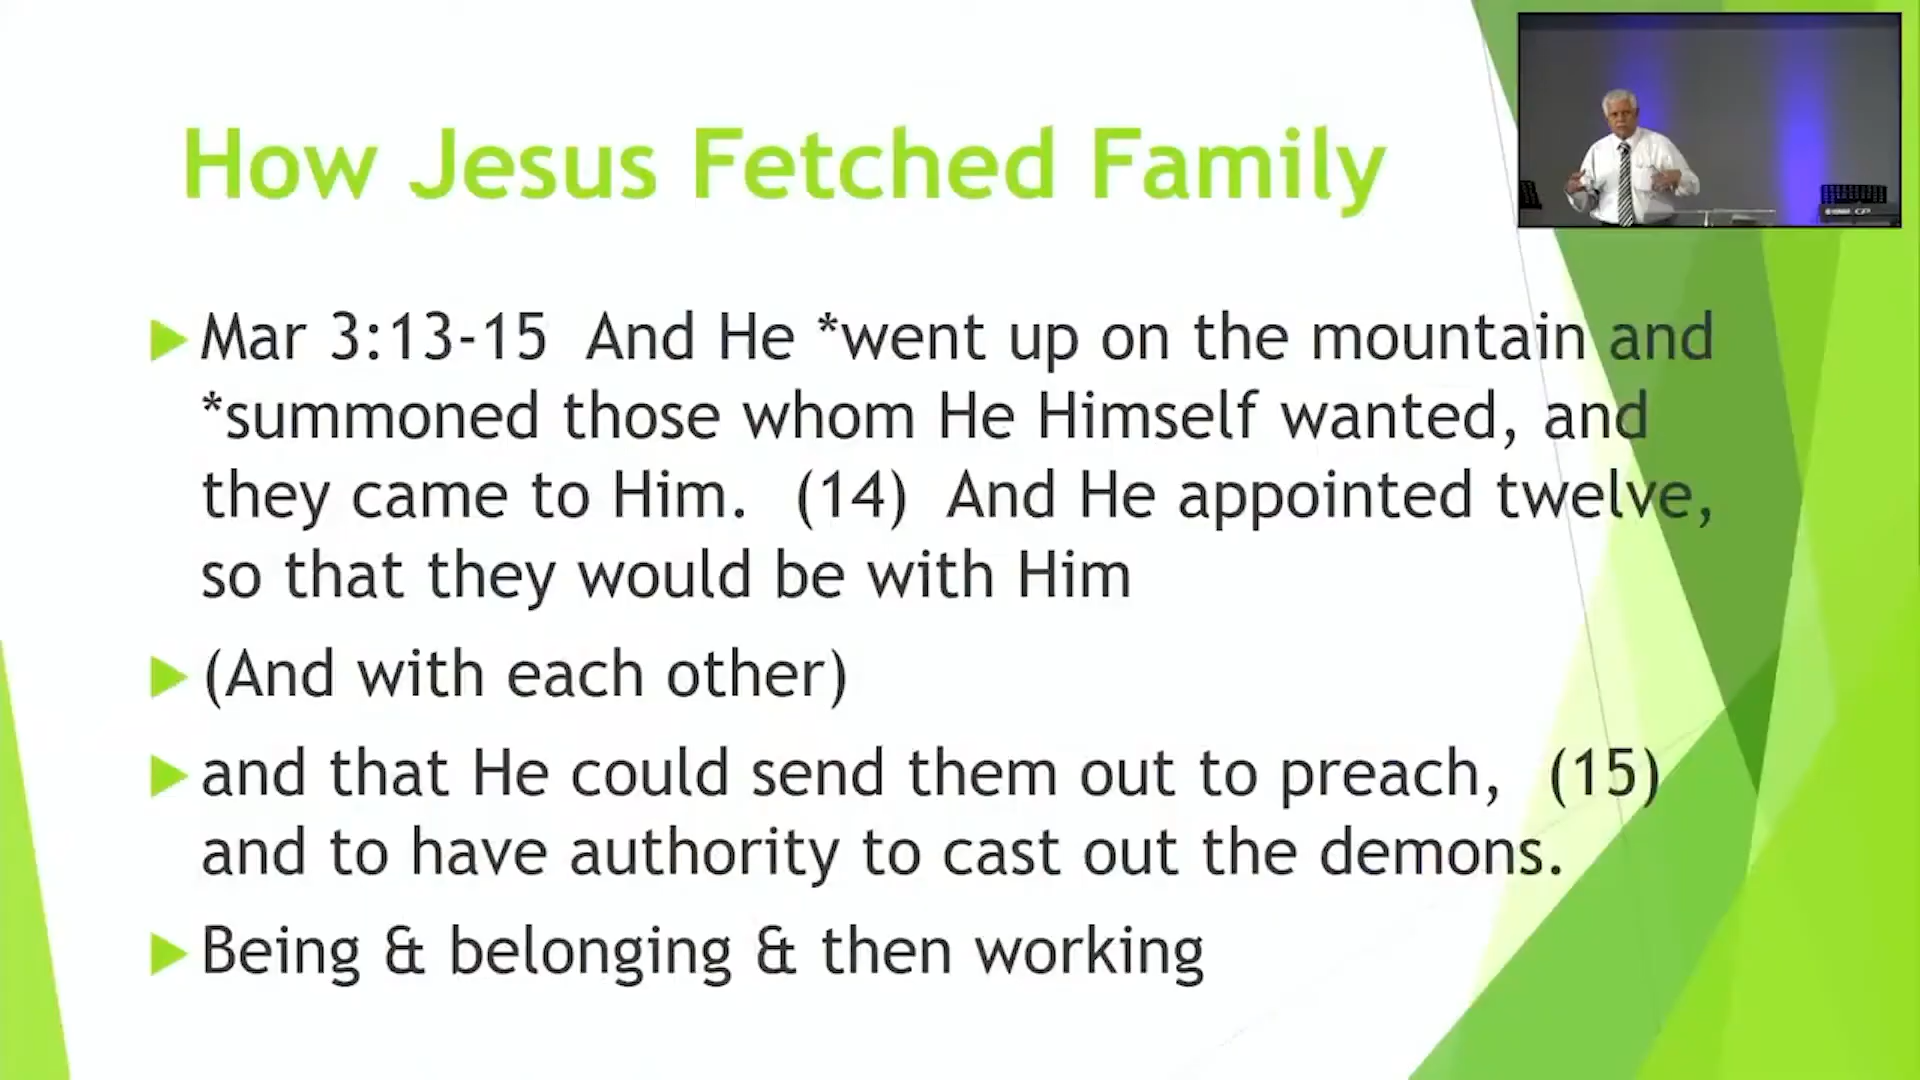 How Jesus Fetched Family
Mar 3:13-15 And He *went up on the mountain and
*summoned those whom He Himself wanted, and
they came to Him. (14) And He appointed twelve,
so that they would be with Him
(And with each other)
and that He could send them out to preach, (15)
and to have authority to cast out the demons.
Being & belonging & then working